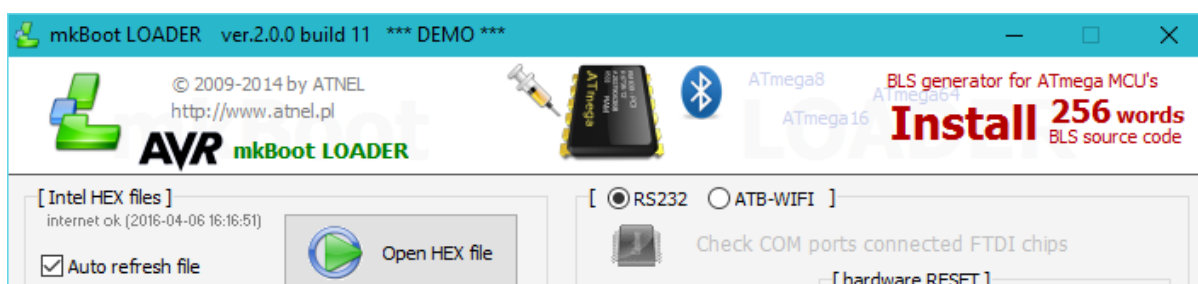 mkBoot LOADER ver.2.0.0 build 11 *** DEMO ***
© 2009-2014 by ATNEL
http://www.atnel.pl
AVR mkBoot LOADER
ATmega
ATmega8
ATmega64
ATmega16
BLS generator for ATmega MCU's
Install 256 words
BLS source code
mkBoot LOADER
[ Intel HEX files ]
internet ok (2016-04-06 16:16:51)
Auto refresh file
Open HEX file
[ RS232 ATB-WIFI ]
Check COM ports connected FTDI chips
[ hardware RESET ]